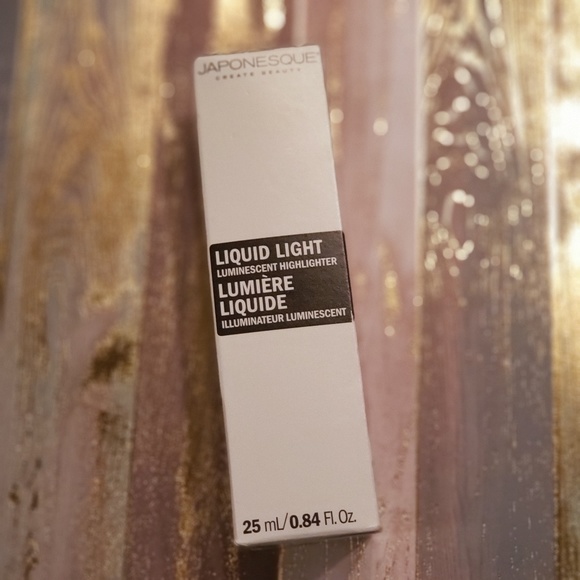 JAPONESQUE®
CREATE BEAUTY
LIQUID LIGHT
LUMINESCENT HIGHLIGHTER
LUMIÈRE
LIQUIDE
ILLUMINATEUR LUMINESCENT
25 mL/0.84 Fl. Oz.